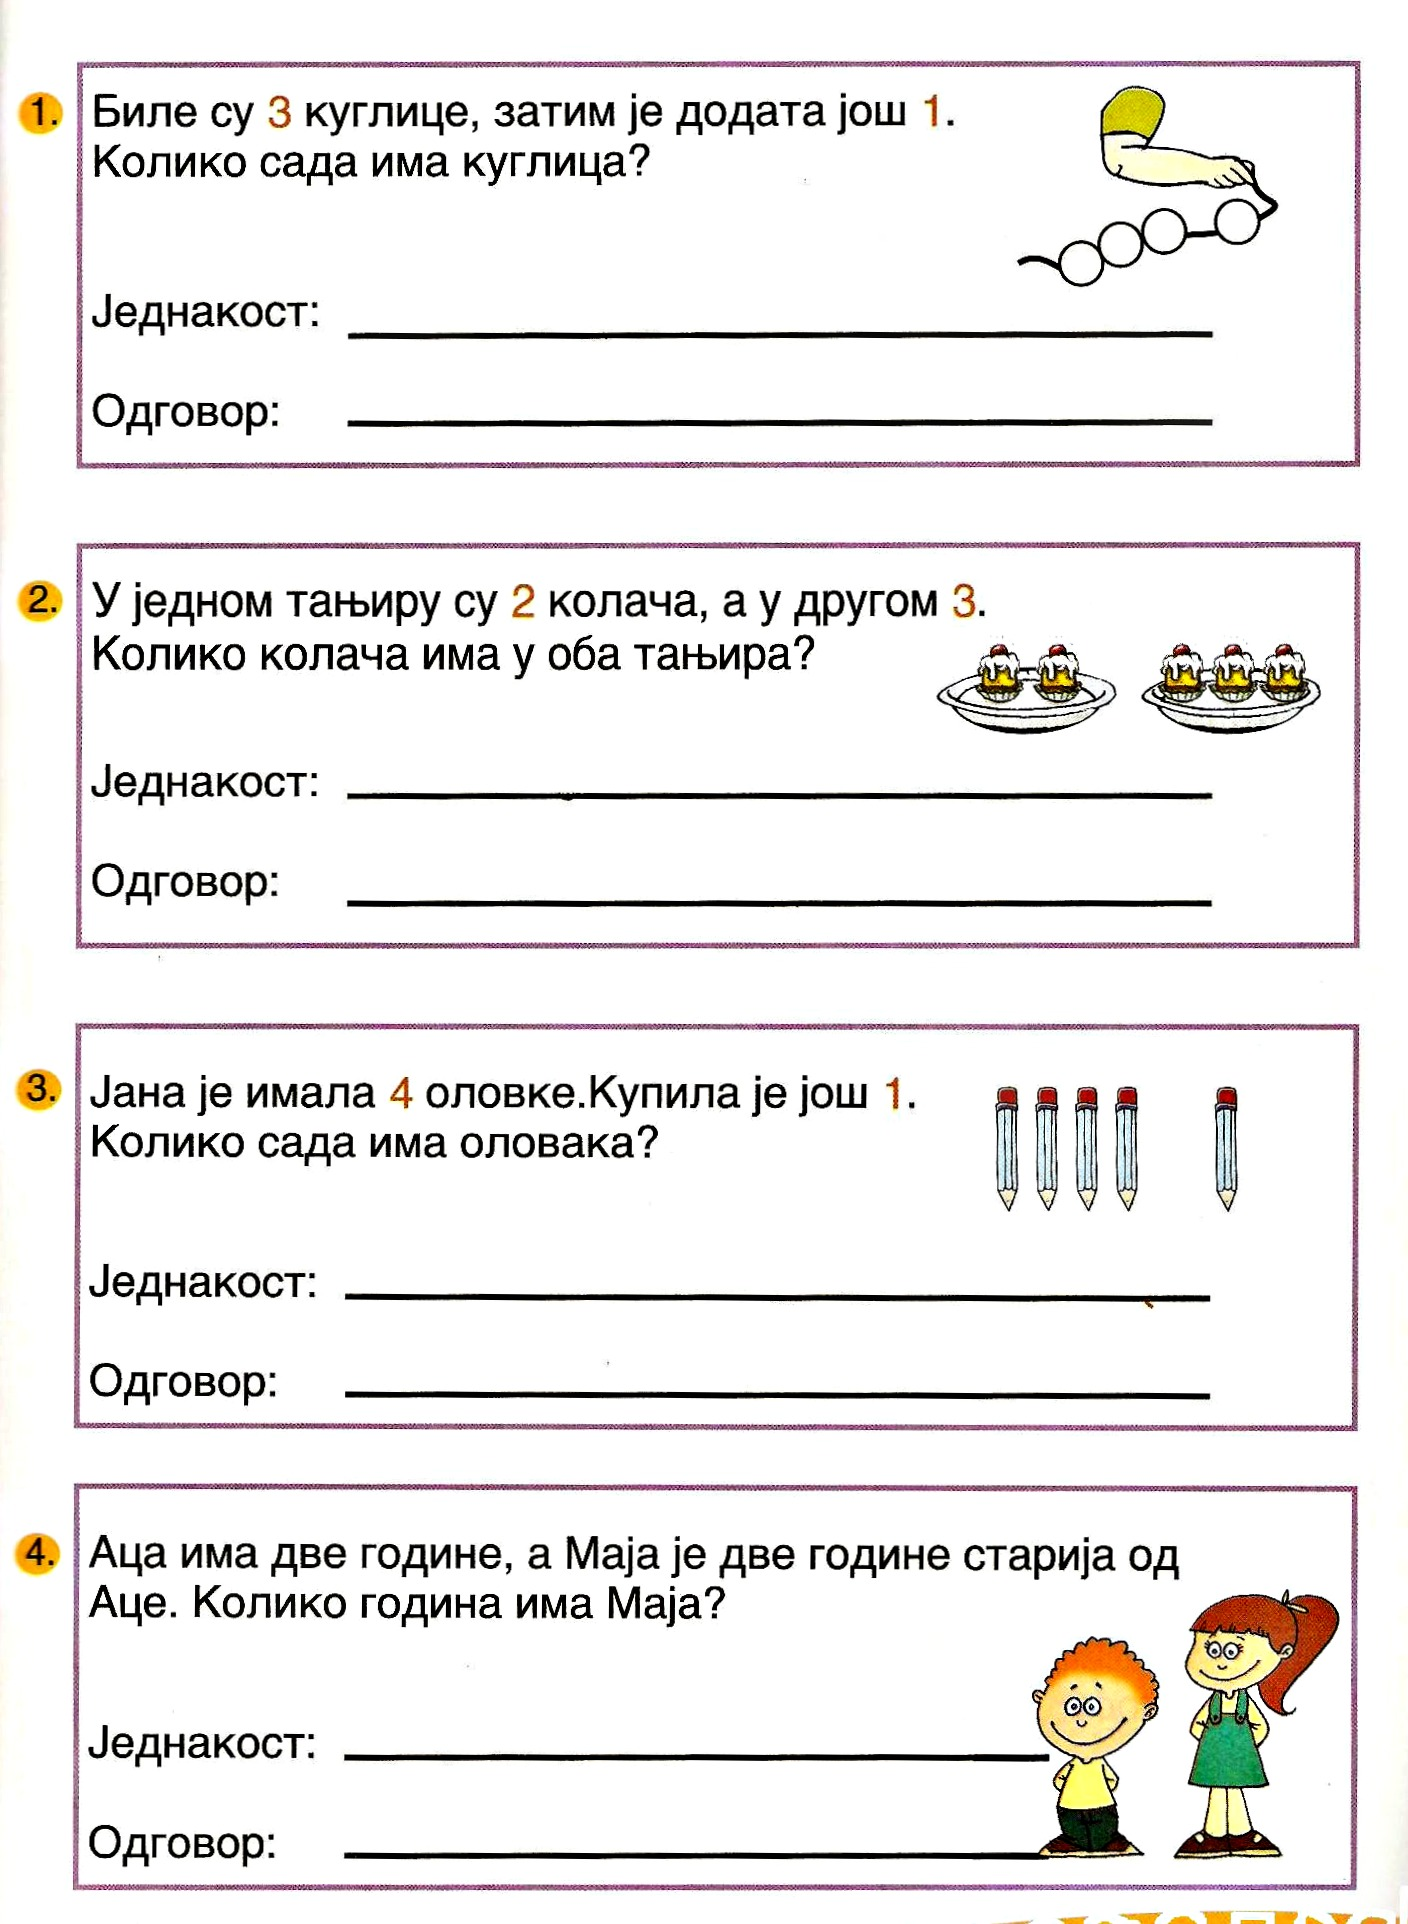 1. Биле су 3 куглице, затим је додата још 1.
Колико сада има куглица?
Једнакост:
Одговор:
2. У једном тањиру су 2 колача, а у другом 3.
Колико колача има у оба тањира?
Једнакост:
Одговор:
3. Јана је имала 4 оловке.Купила је још 1.
Колико сада има оловака?
Једнакост:
Одговор:
4. Аца има две године, а Маја је две године старија од
Аце. Колико година има Маја?
Једнакост:
Одговор: